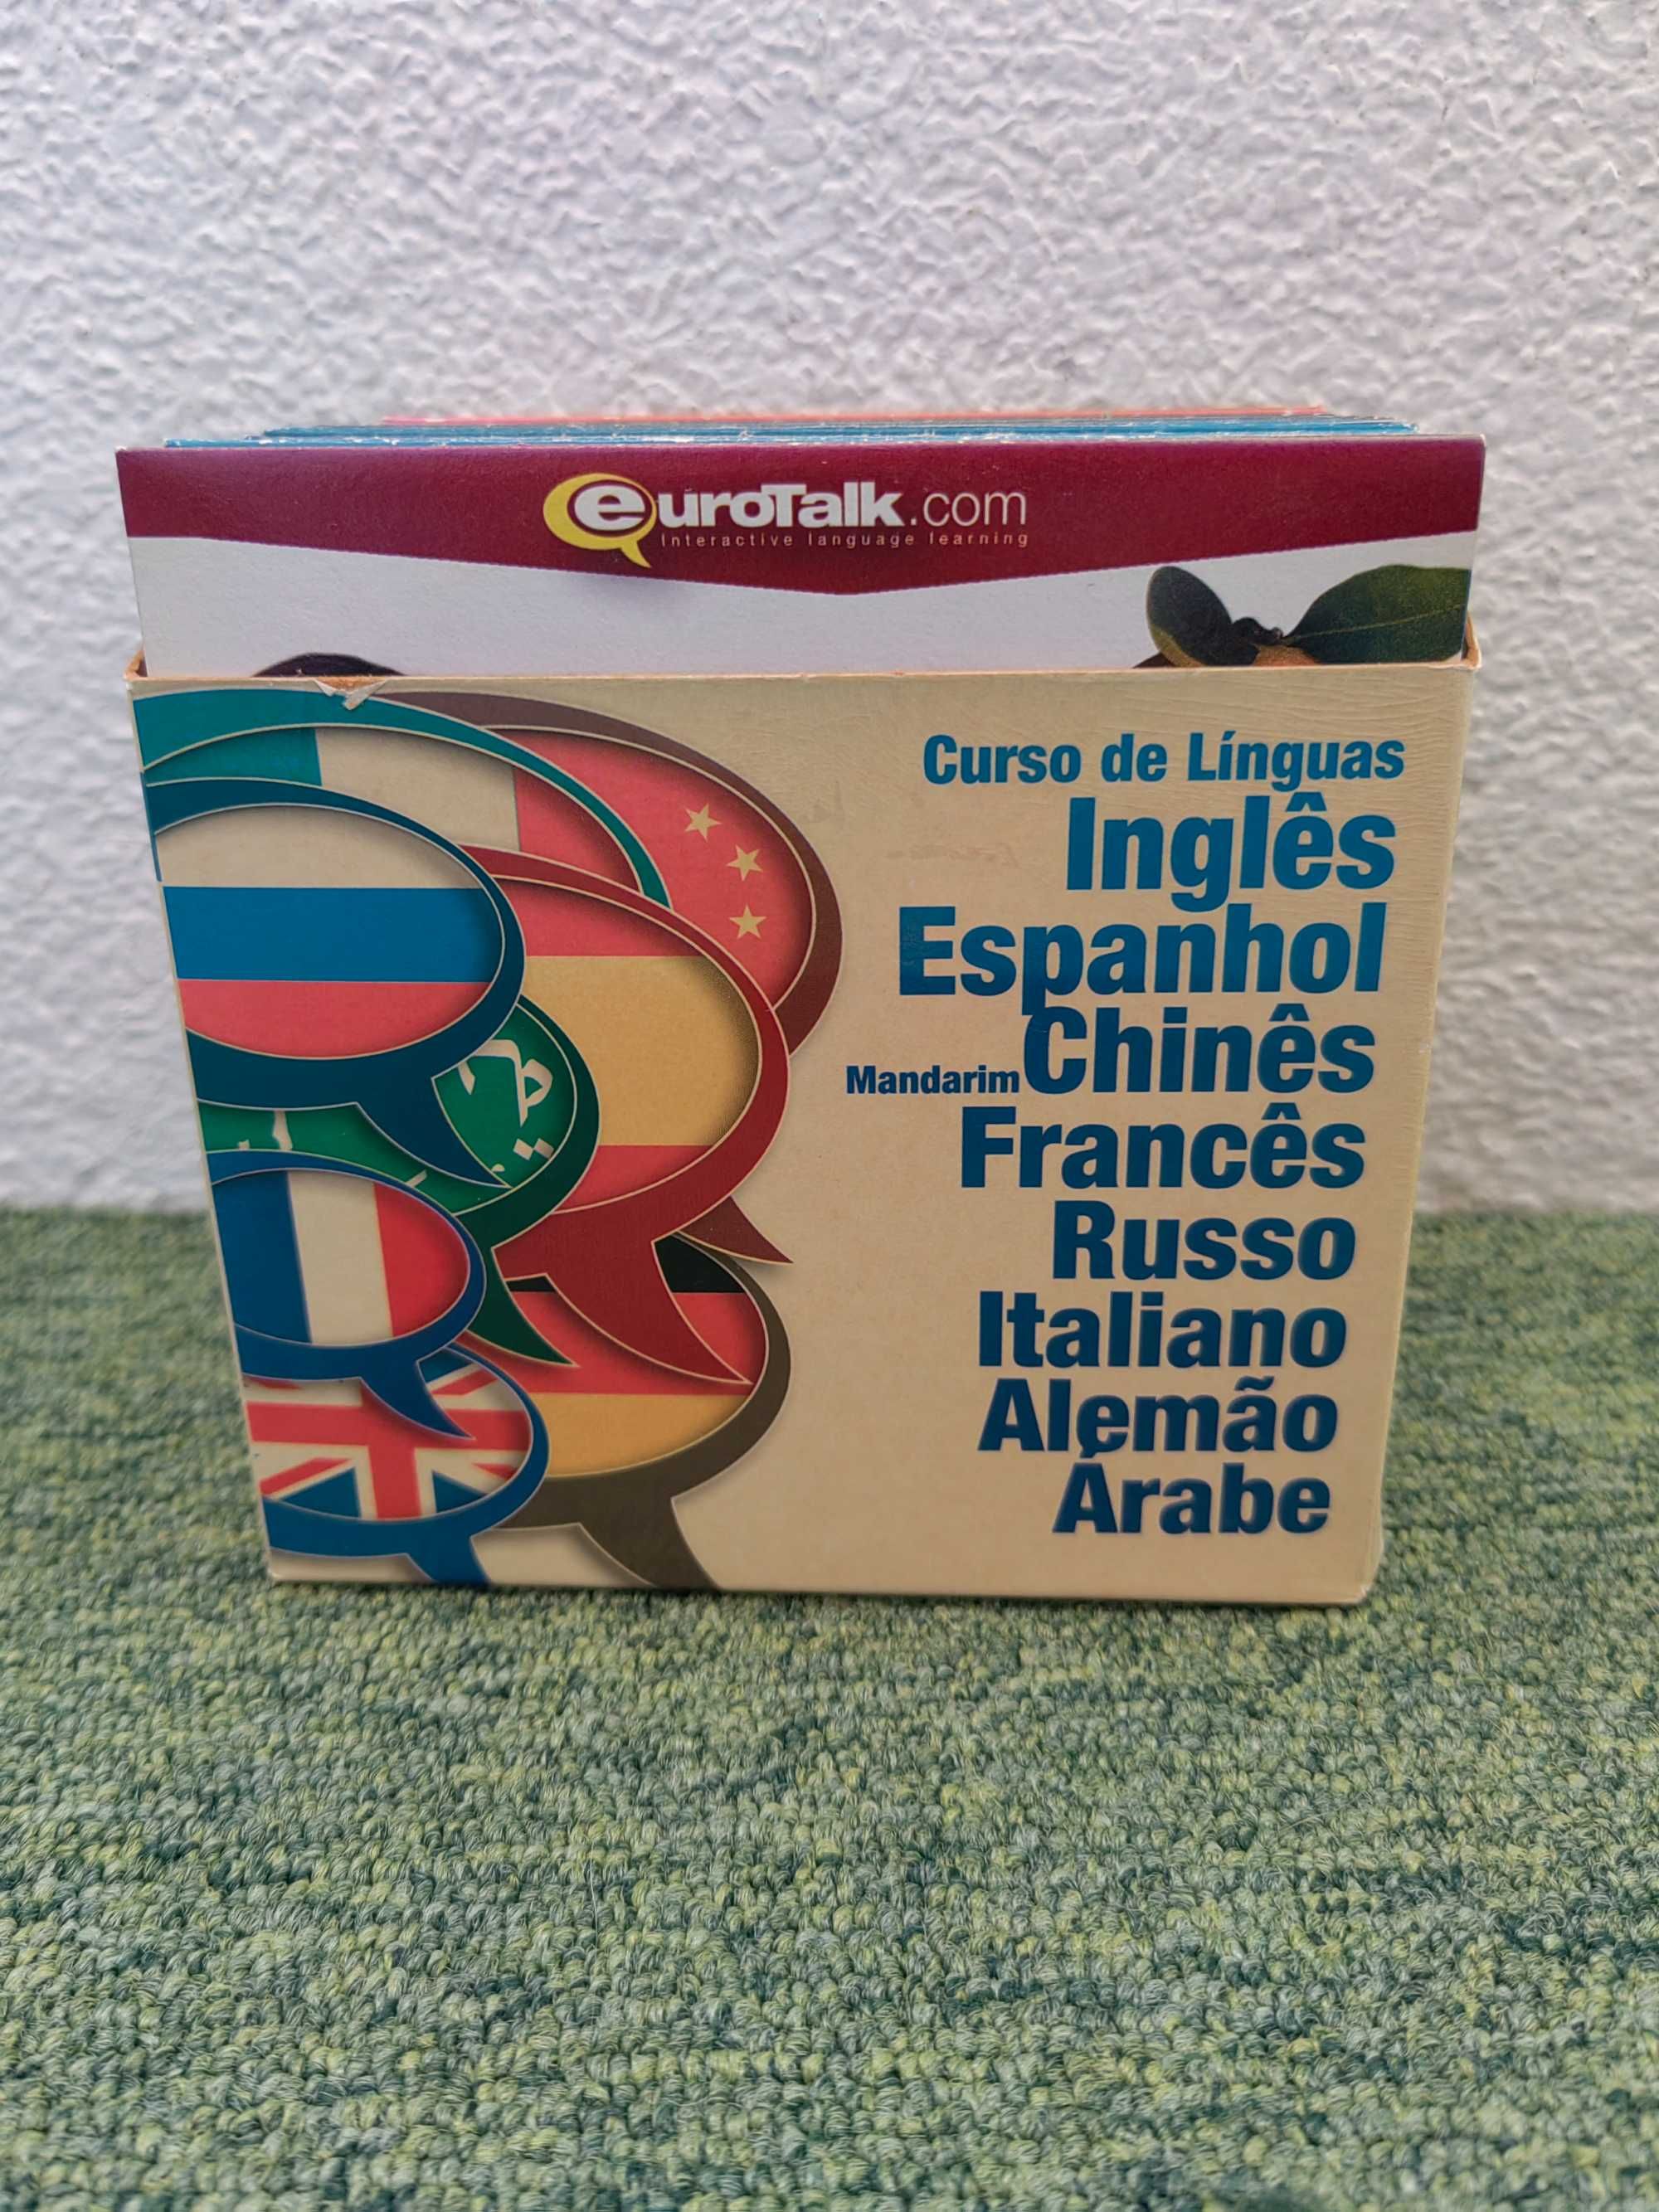 euroTalk.com
Interactive language learning
Curso de Línguas
Inglês
Espanhol
Mandarim Chinês
Francês
Russo
Italiano
Alemão
Árabe